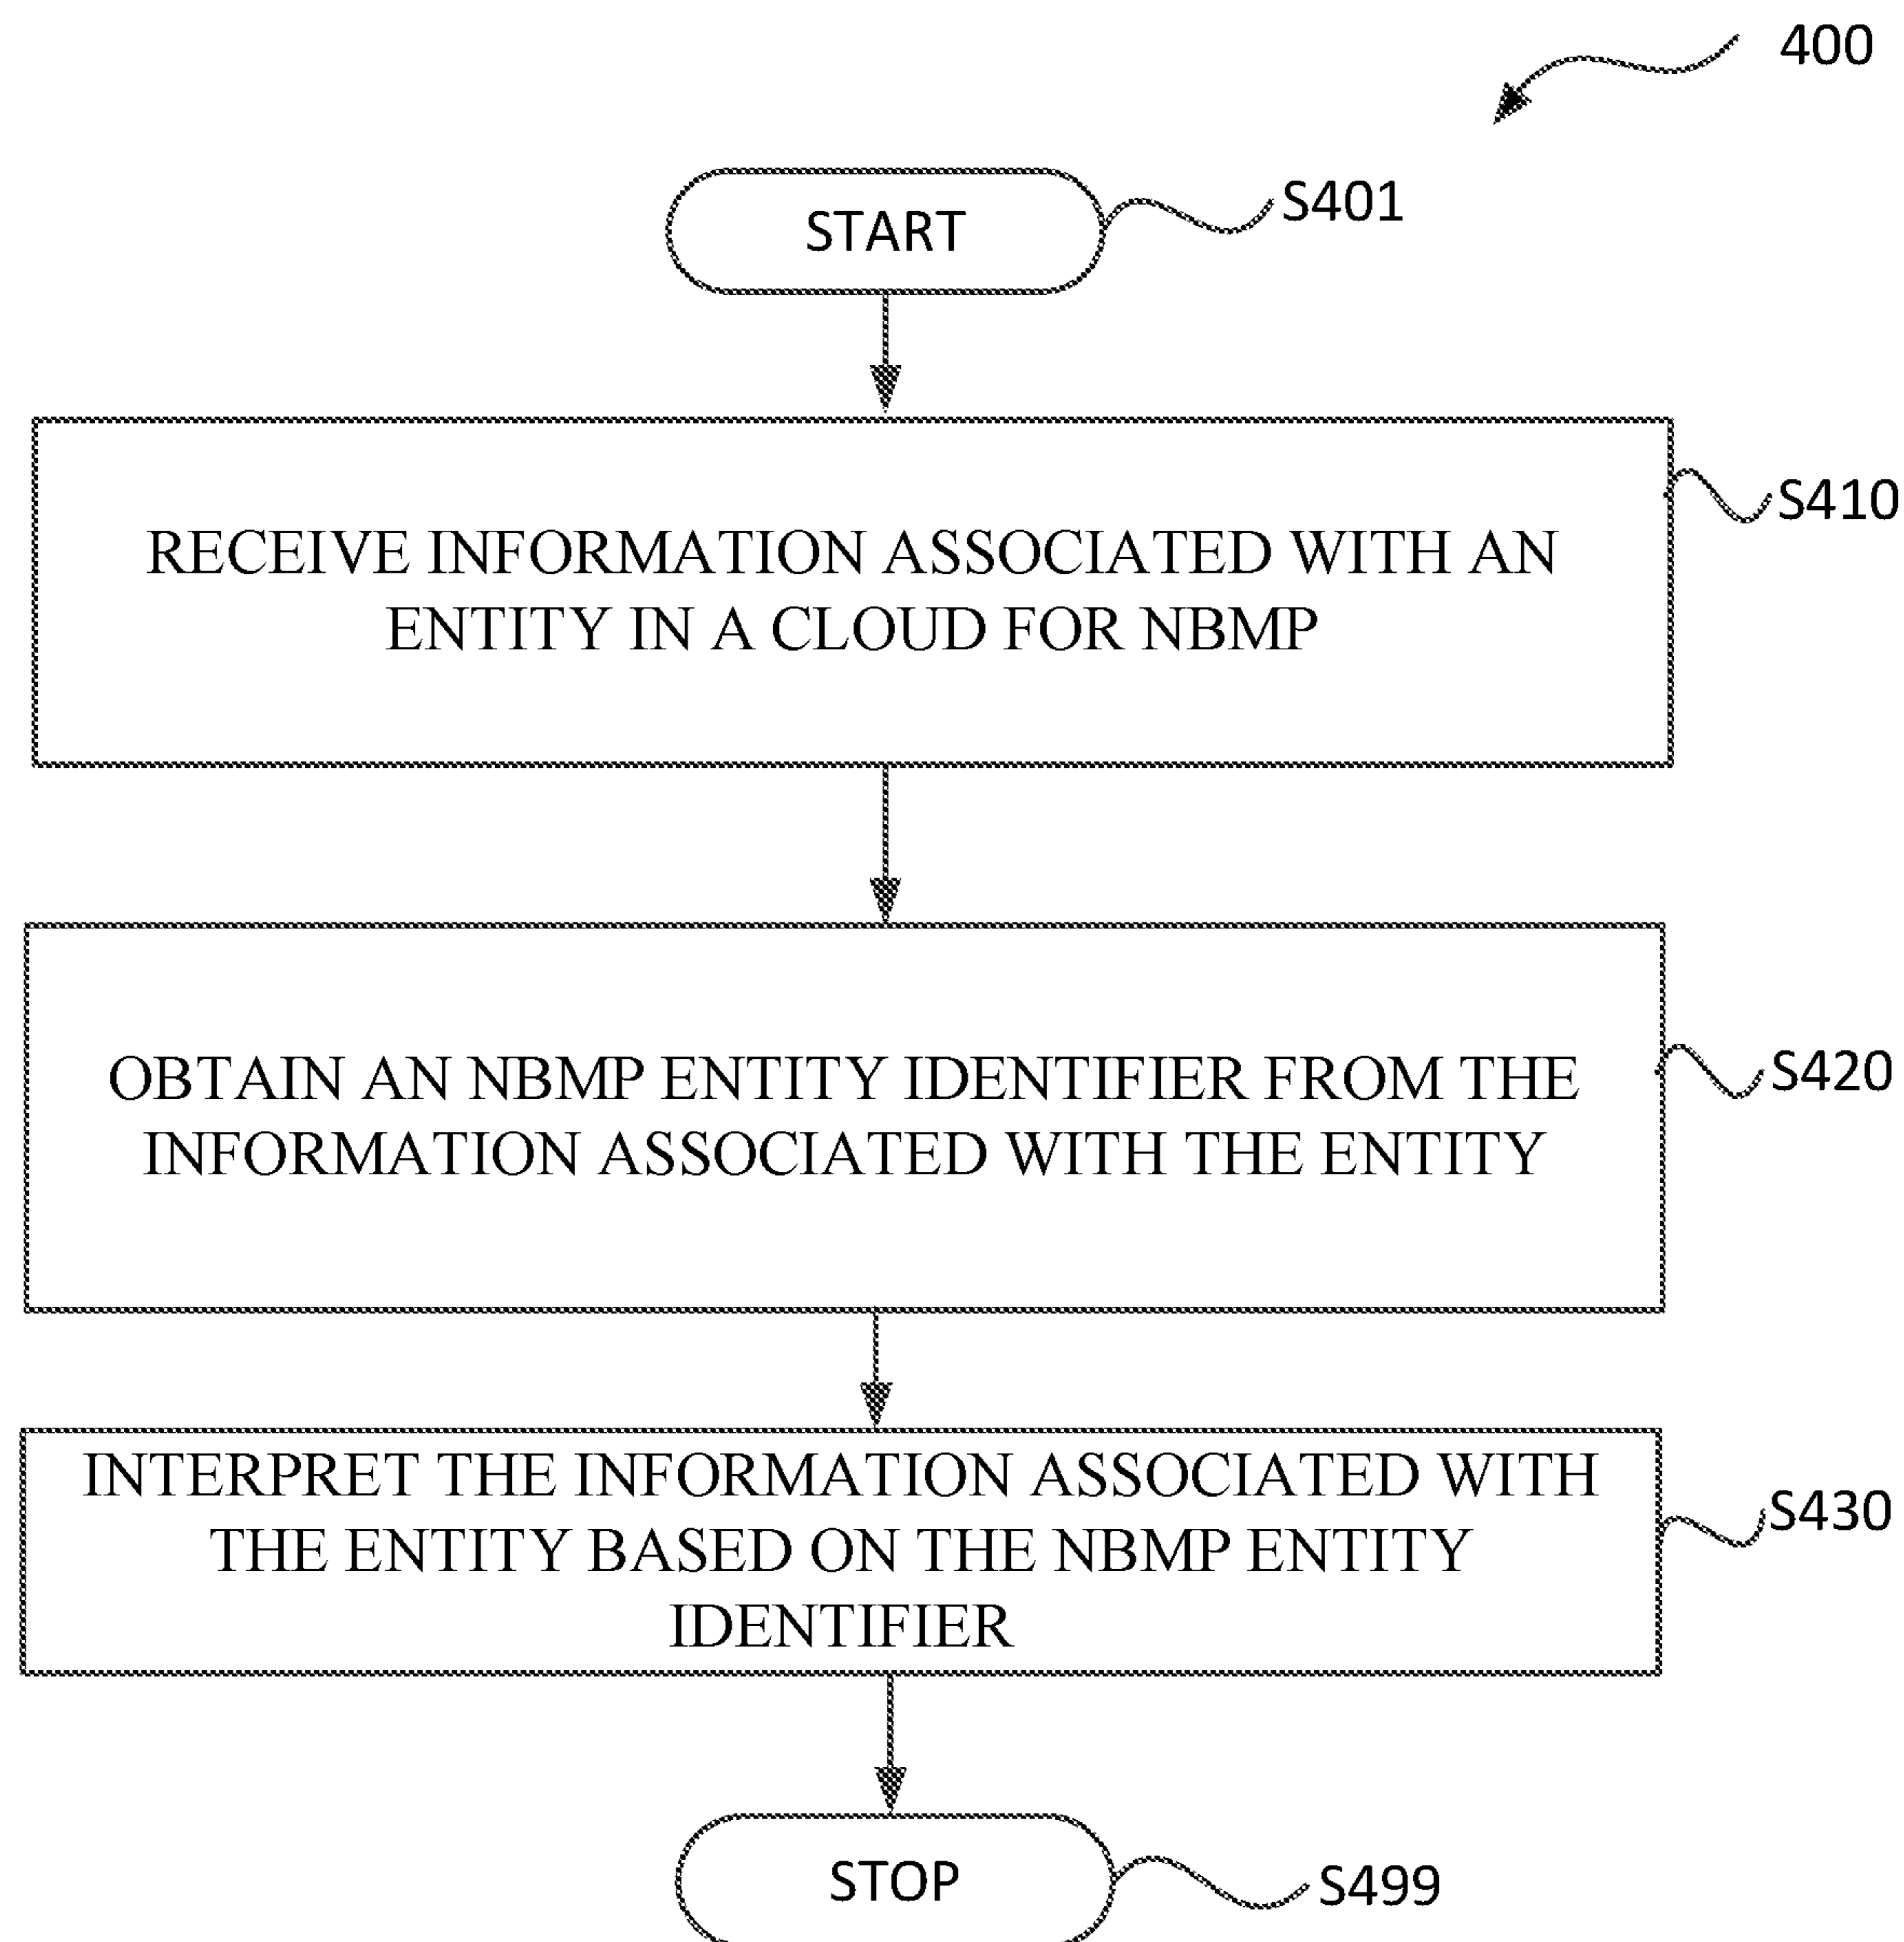 400
START
S401
RECEIVE INFORMATION ASSOCIATED WITH AN
ENTITY IN A CLOUD FOR NBMP
S410
OBTAIN AN NBMP ENTITY IDENTIFIER FROM THE
INFORMATION ASSOCIATED WITH THE ENTITY
S420
INTERPRET THE INFORMATION ASSOCIATED WITH
THE ENTITY BASED ON THE NBMP ENTITY
IDENTIFIER
S430
STOP
S499